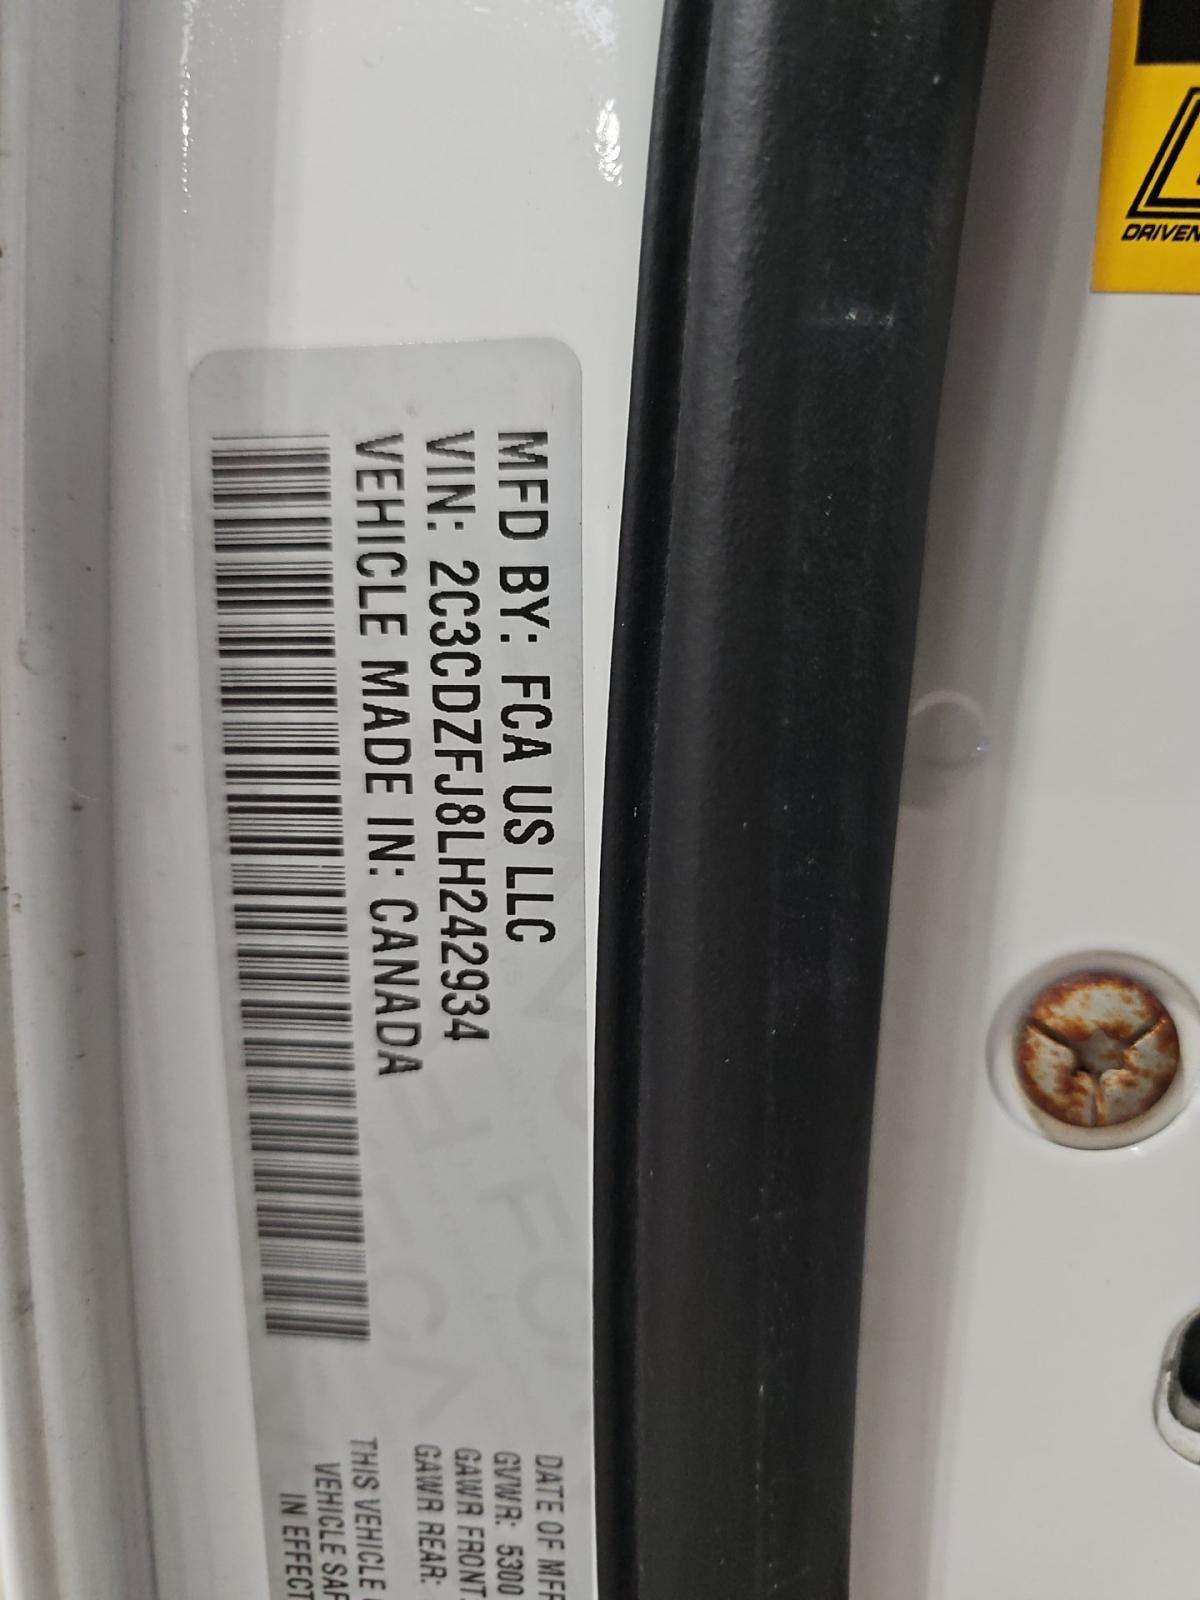 MFD BY: FCA US LLC
VIN: 2C3CDZFJ8LH242934
VEHICLE MADE IN: CANADA
DATE OF MFR
GVWR: 5300
GAWR FRONT:
GAWR REAR:
THIS VEHICLE
VEHICLE SAF
IN EFFECT
DRIVEN